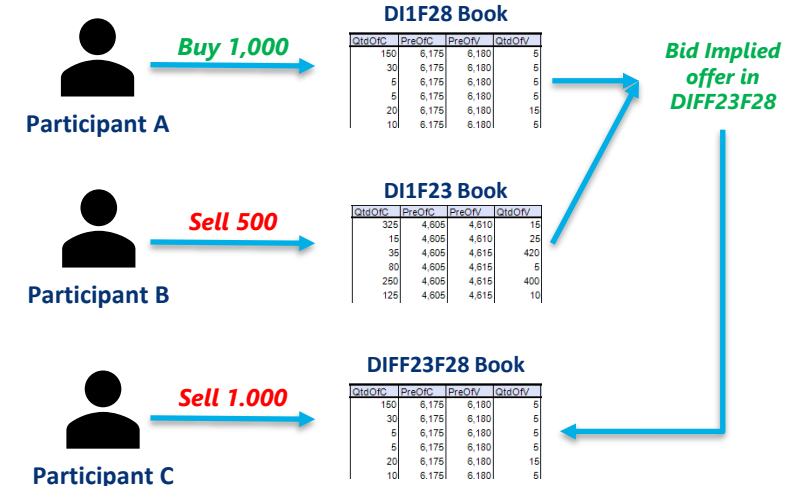 DI1F28 Book
Buy 1,000
QtdOfC PreOfC PreOfV QtdOfV
150 6,175 6,180 5
30 6,175 6,180 5
5 6,175 6,180 5
5 6,175 6,180 5
20 6,175 6,180 15
10 6,175 6,180 5
Participant A
Bid Implied
offer in
DIFF23F28
DI1F23 Book
Sell 500
QtdOfC PreOfC PreOfV QtdOfV
325 4,605 4,610 15
15 4,605 4,610 25
35 4,605 4,615 420
80 4,605 4,615 5
250 4,605 4,615 400
125 4,605 4,615 10
Participant B
DIFF23F28 Book
Sell 1.000
QtdOfC PreOfC PreOfV QtdOfV
150 6,175 6,180 5
30 6,175 6,180 5
5 6,175 6,180 5
5 6,175 6,180 5
20 6,175 6,180 15
10 6,175 6,180 5
Participant C